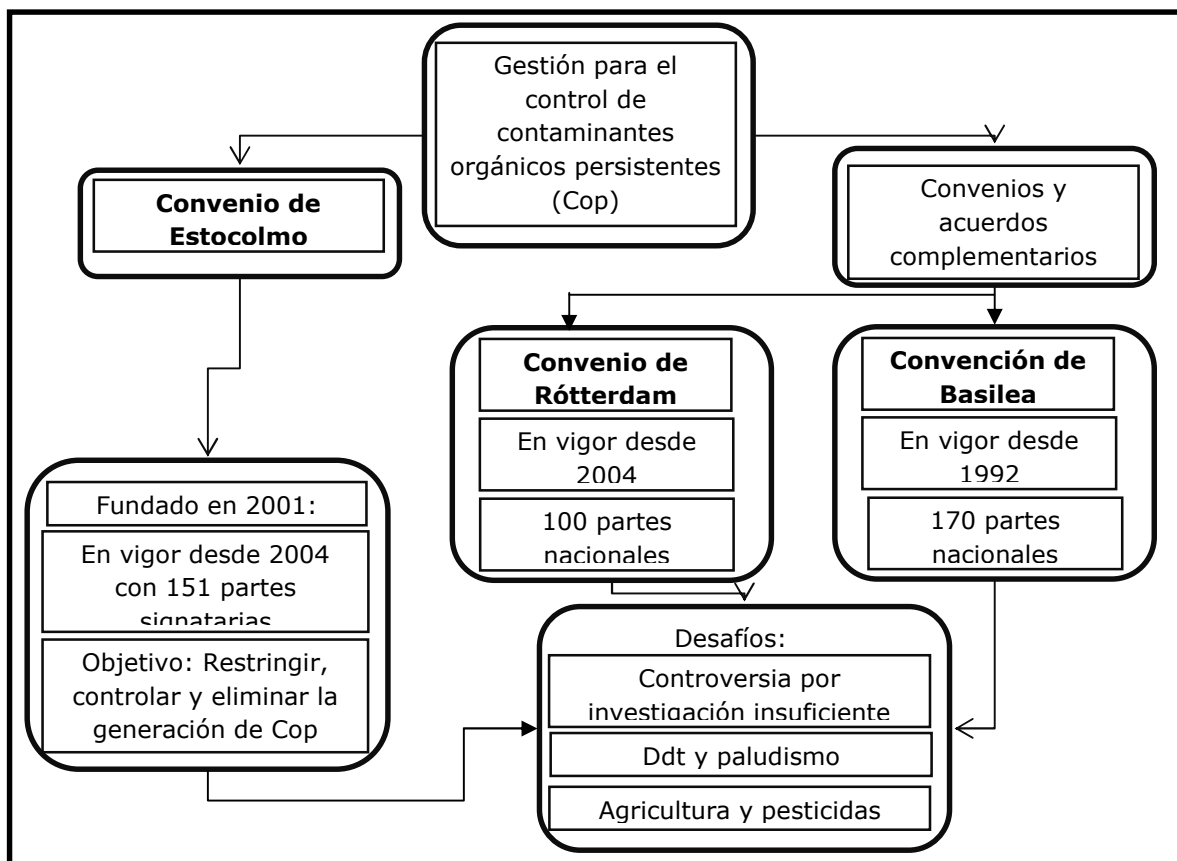 Gestión para el
control de
contaminantes
orgánicos persistentes
(Cop)
Convenio de
Estocolmo
Convenios y
acuerdos
complementarios
Convenio de
Rótterdam
En vigor desde
2004
100 partes
nacionales
Convención de
Basilea
En vigor desde
1992
170 partes
nacionales
Fundado en 2001:
En vigor desde 2004
con 151 partes
signatarias
Objetivo: Restringir,
controlar y eliminar la
generación de Cop
Desafíos:
Controversia por
investigación insuficiente
Ddt y paludismo
Agricultura y pesticidas